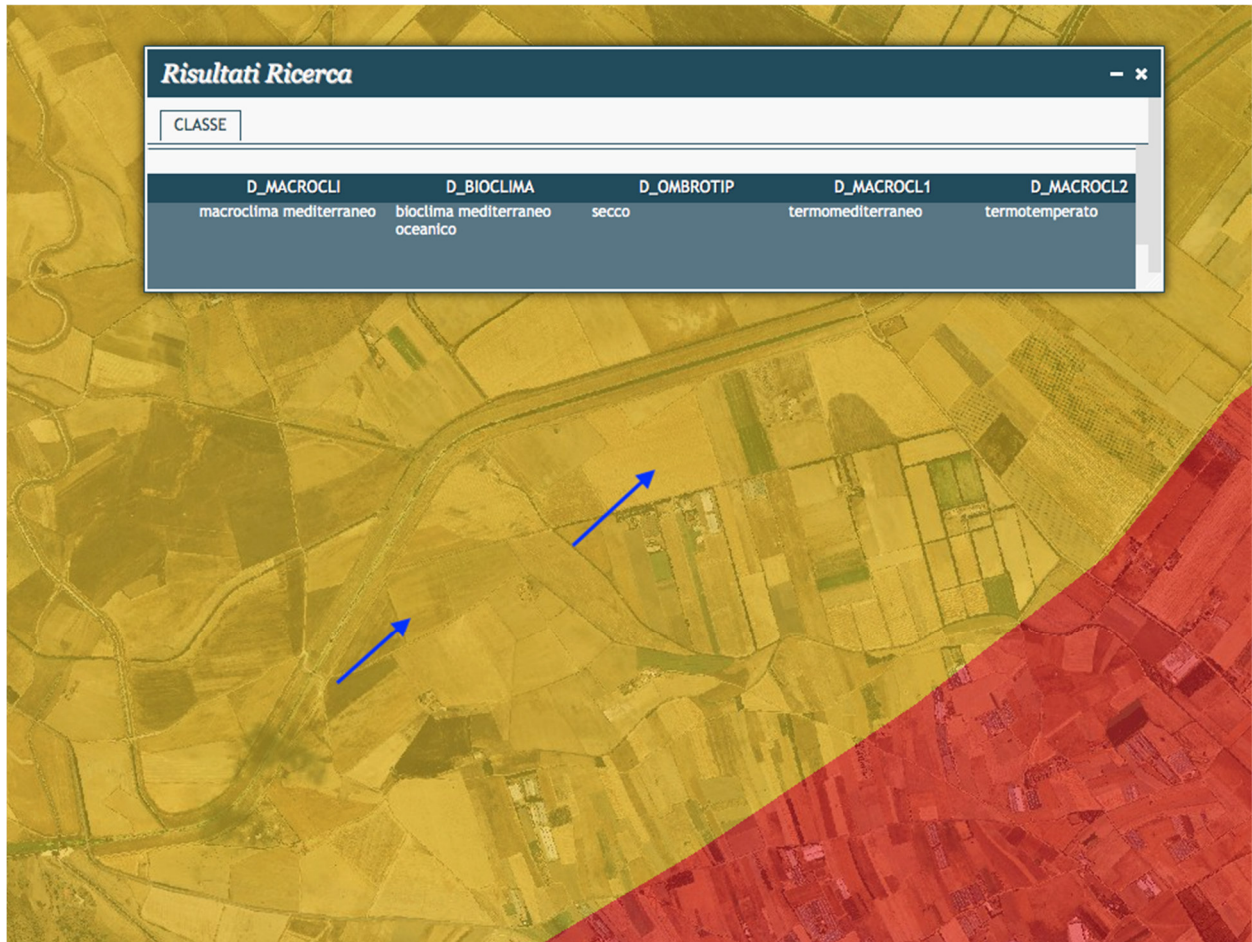 Risultati Ricerca
CLASSE
D_MACROCLI D_BIOCLIMA D_OMBROTIP D_MACROCL1 D_MACROCL2
macroclima mediterraneo bioclima mediterraneo secco termomediterraneo termotemperato
oceanico